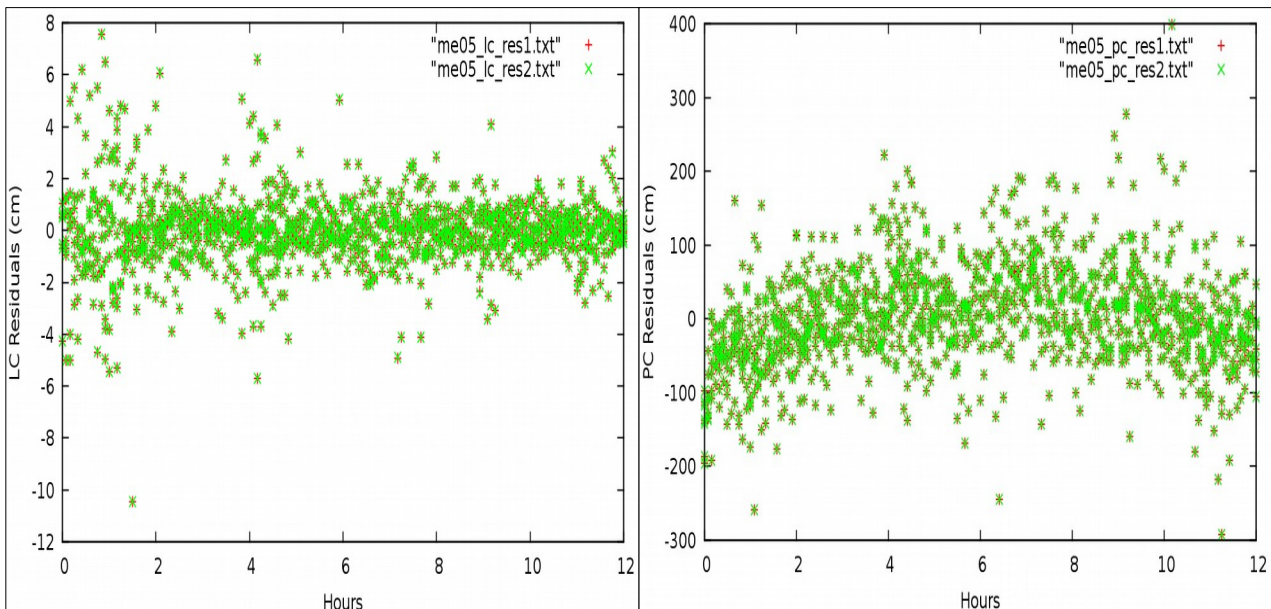 8
6
4
2
0
-2
-4
-6
-8
-10
-12
LC Residuals (cm)
"me05_lc_res1.txt" +
"me05_lc_res2.txt" ×
0 2 4 6 8 10 12
Hours
400
300
200
100
0
-100
-200
-300
PC Residuals (cm)
"me05_pc_res1.txt" +
"me05_pc_res2.txt" ×
0 2 4 6 8 10 12
Hours